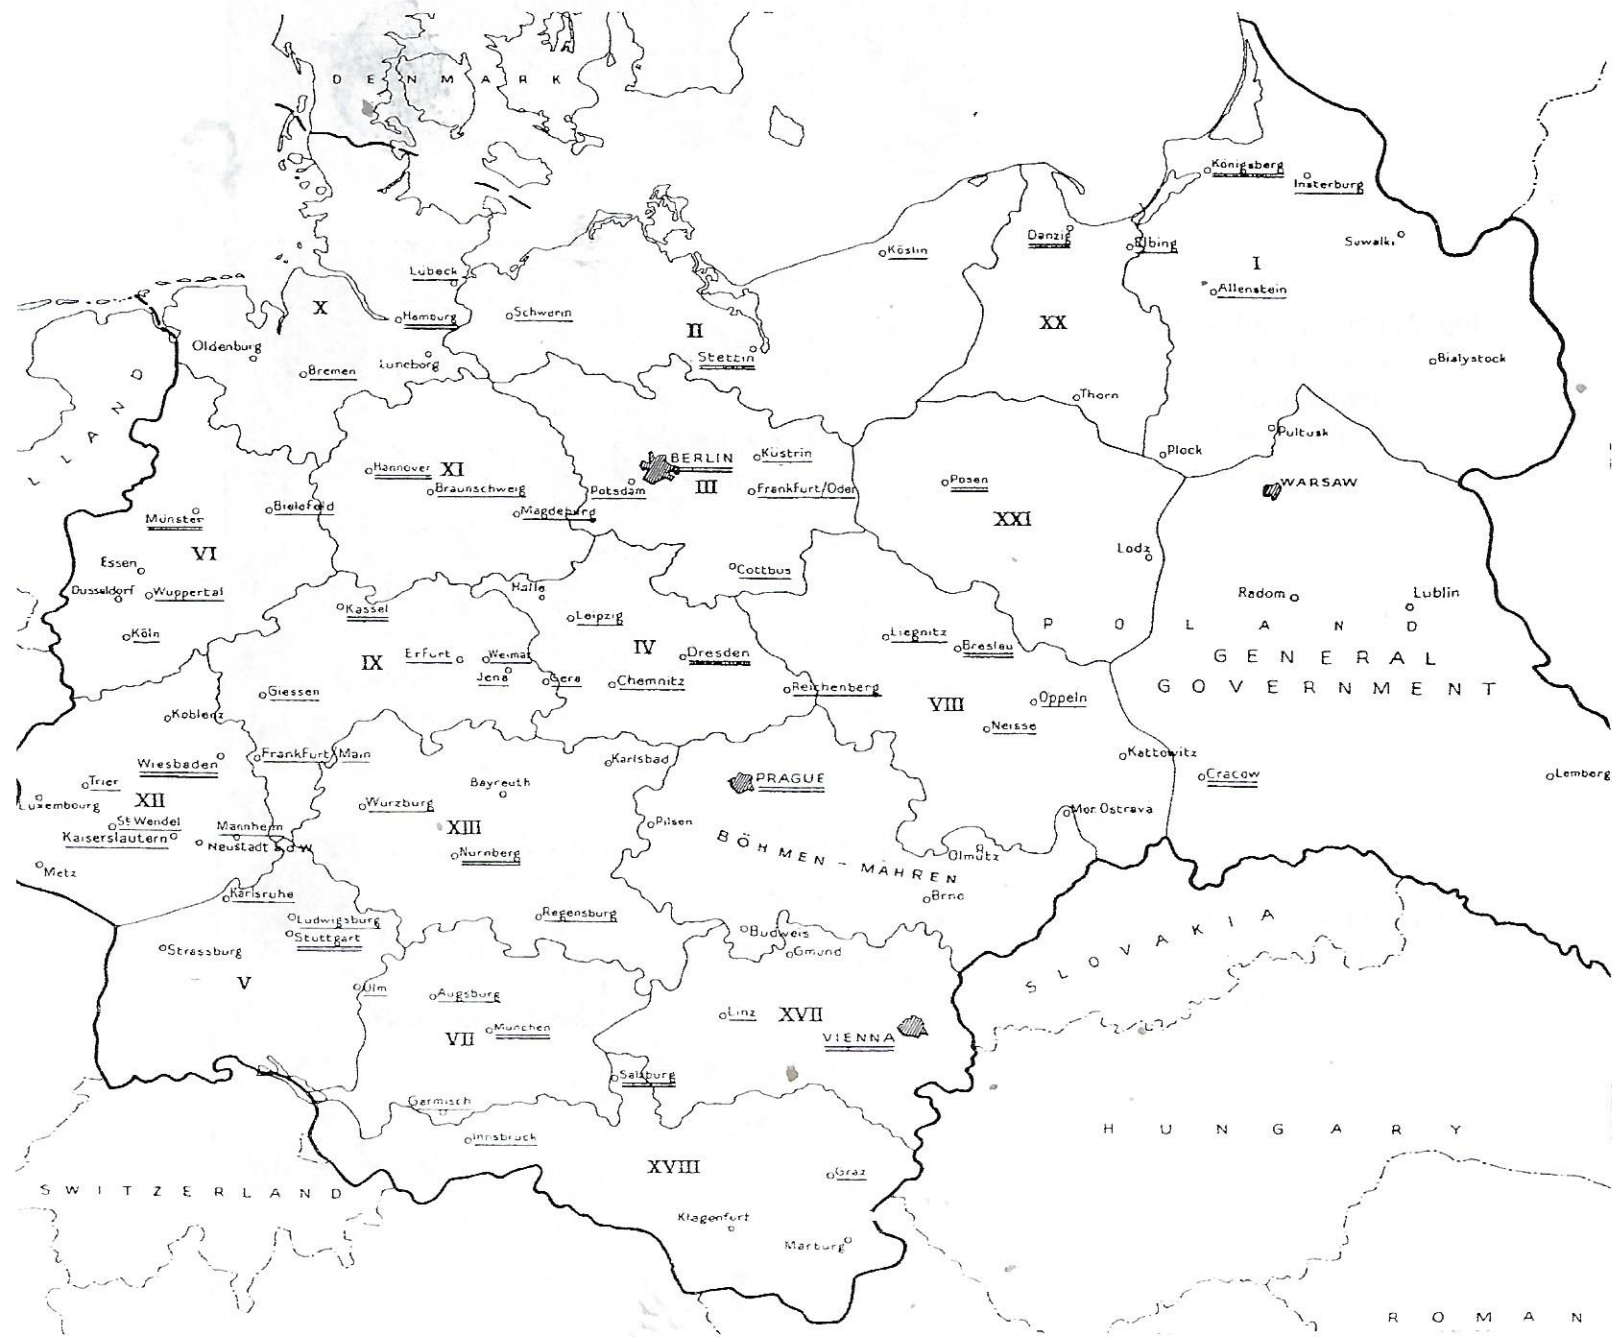 DENMARK
Königsberg
Insterburg
Danzig
Elbing
Suwalki
Köslin
I
Lübeck
Allenstein
X
Hamburg
Schwerin
II
XX
Oldenburg
Stettin
Bialystock
Bremen
Luneborg
LLAND
Thorn
Pultusk
Plock
BERLIN
Küstrin
Hannover
XI
Posen
WARSAW
Braunschweig
Potsdam
III
Frankfurt/Oder
Bielefeld
Magdeburg
Münster
XXI
VI
Lodz
Essen
Cottbus
Düsseldorf
Wuppertal
Halle
Radom
Lublin
Kassel
Leipzig
POLAND
Köln
Liegnitz
IV
Breslau
Erfurt
Weimar
Dresden
GENERAL
IX
Jena
Gera
Chemnitz
Reichenberg
GOVERNMENT
Giessen
VIII
Oppeln
Koblenz
Neisse
Frankfurt/Main
Karlsbad
Kattowitz
Wiesbaden
Cracow
Lemberg
Trier
Bayreuth
PRAGUE
Luxembourg
XII
Würzburg
Mor. Ostrava
St Wendel
Mannheim
XIII
Pilsen
Kaiserslautern
Neustadt a d W
BÖHMEN-MÄHREN
Nürnberg
Olmütz
Metz
Karlsruhe
Brno
Ludwigsburg
Regensburg
SLOVAKIA
Stuttgart
Budweis
Strassburg
Gmünd
V
Ulm
Augsburg
Linz
XVII
München
VII
VIENNA
Salzburg
Garmisch
Innsbruck
HUNGARY
XVIII
Graz
SWITZERLAND
Klagenfurt
Marburg
ROMAN